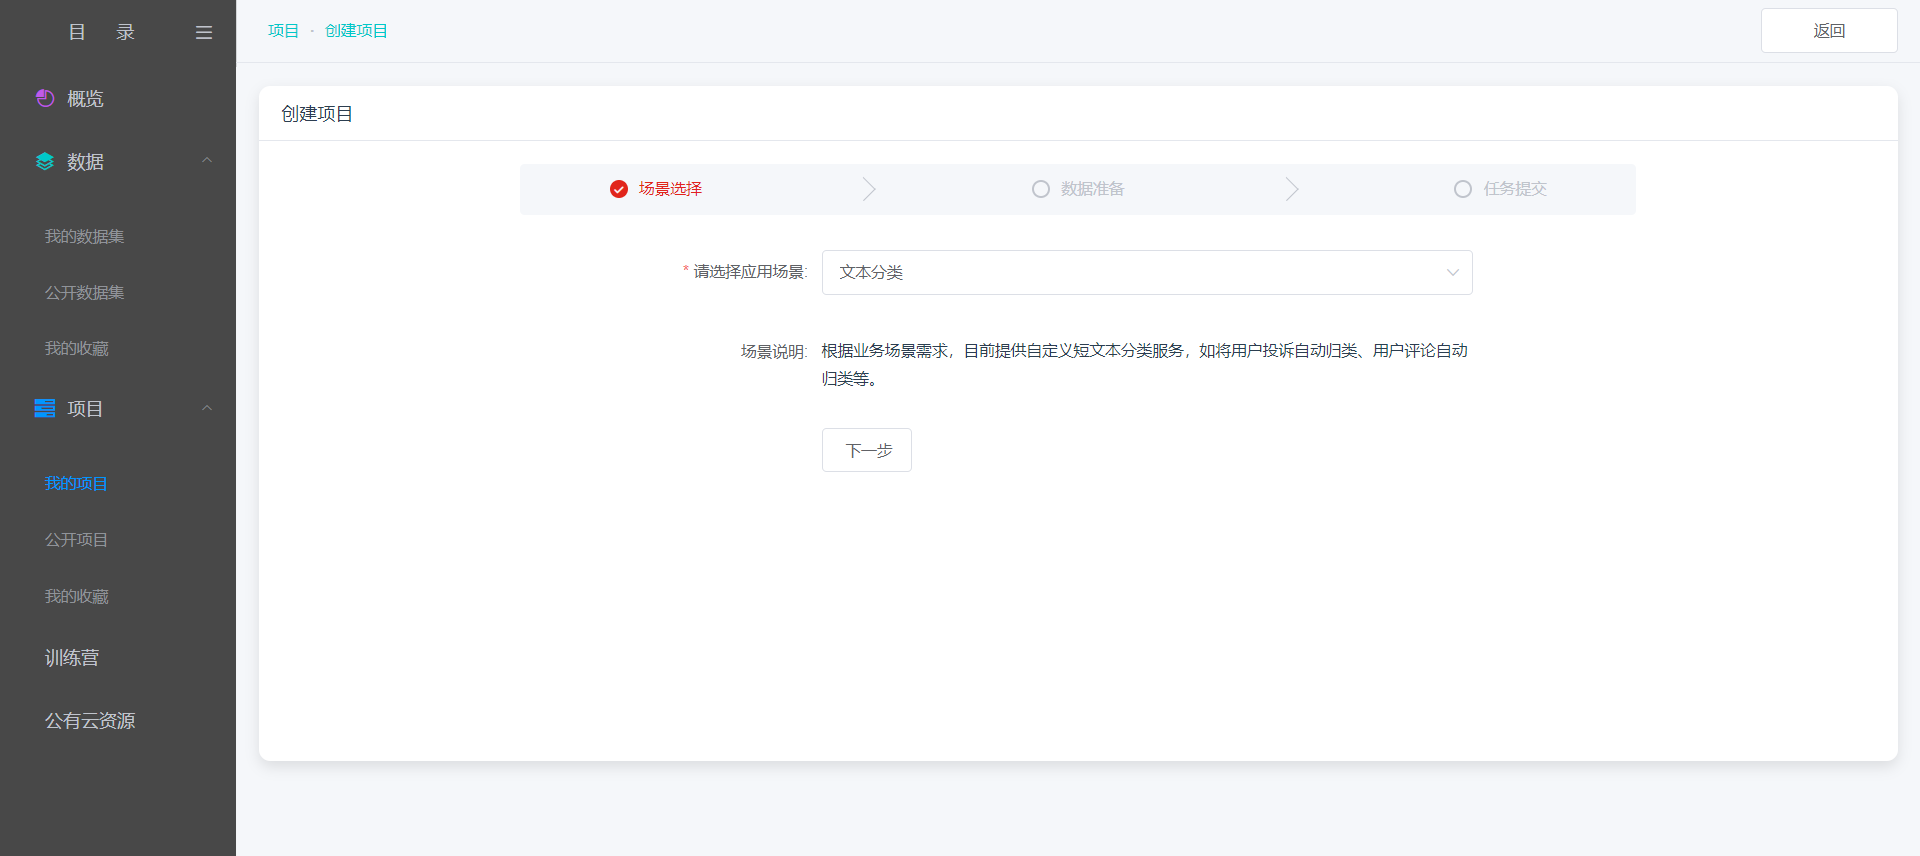 目 录
概览
数据
我的数据集
公开数据集
我的收藏
项目
我的项目
公开项目
我的收藏
训练营
公有云资源
项目 · 创建项目
返回
创建项目
场景选择
数据准备
任务提交
* 请选择应用场景: 文本分类
场景说明: 根据业务场景需求，目前提供自定义短文本分类服务，如将用户投诉自动归类、用户评论自动
归类等。
下一步